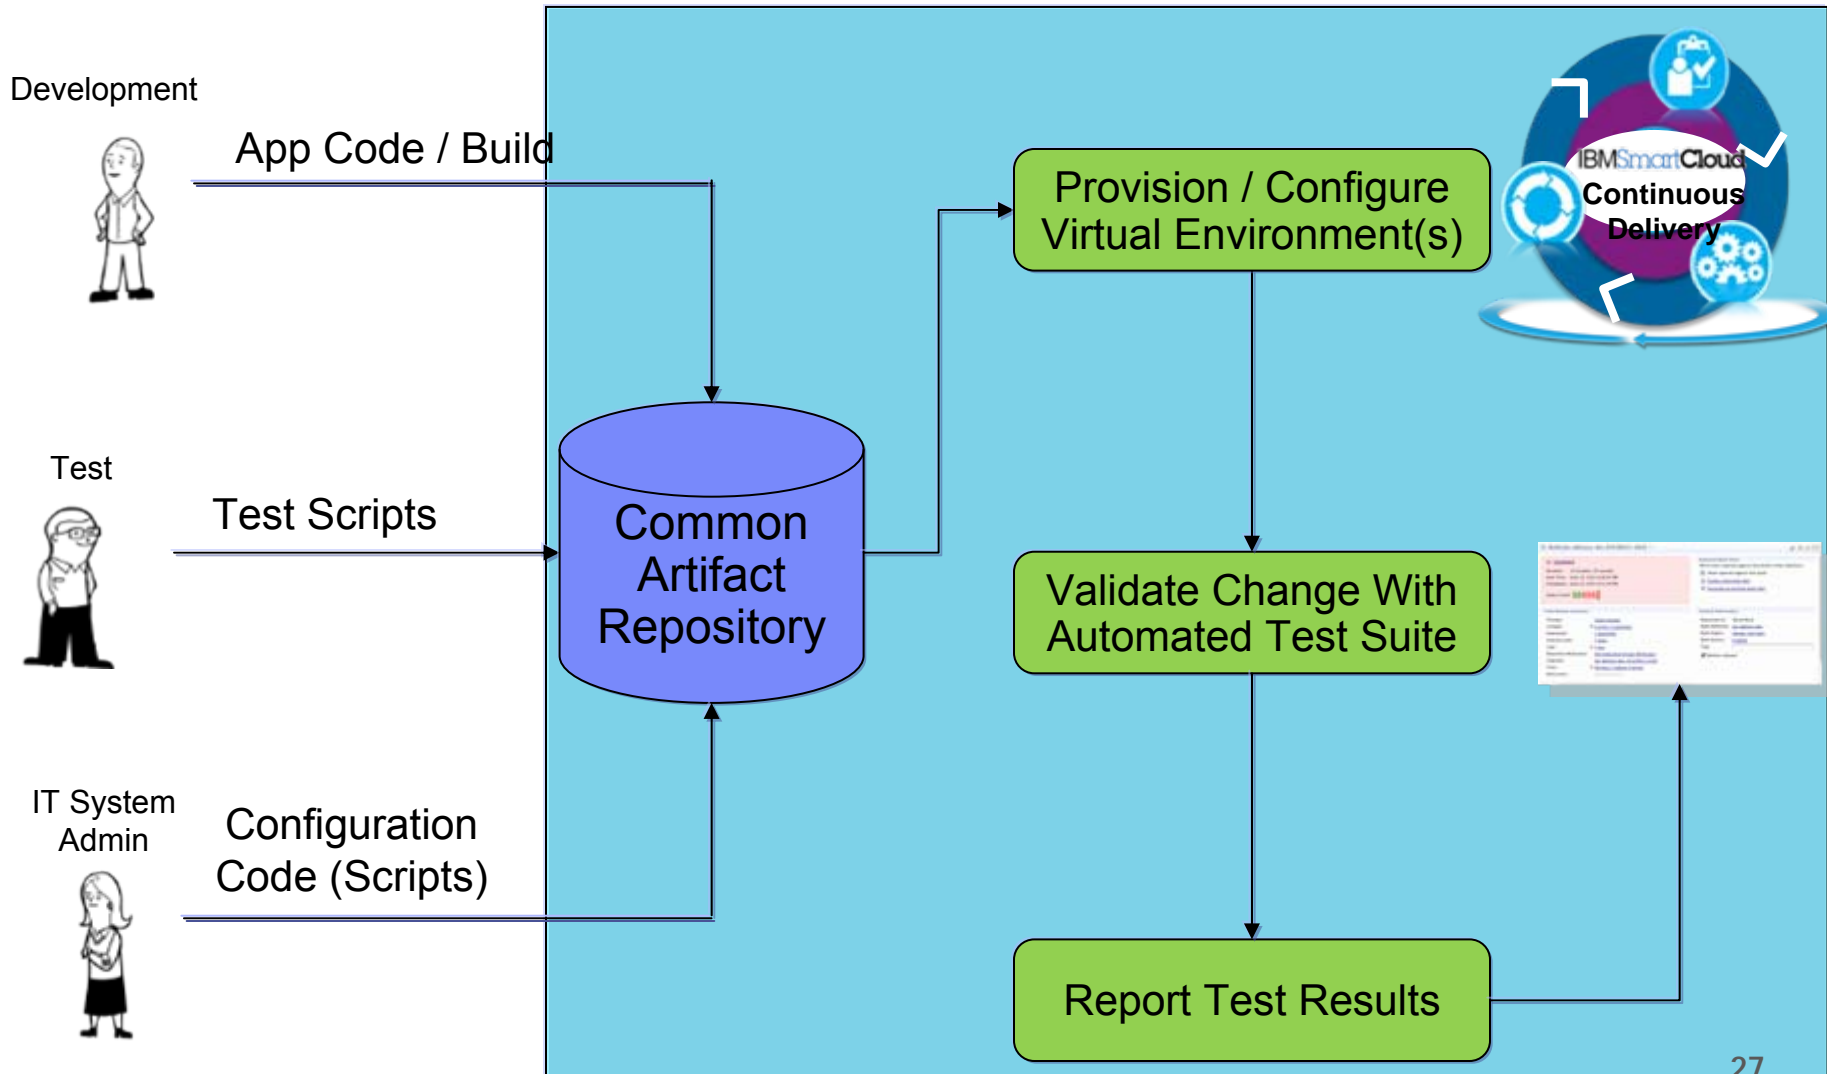 Development
App Code / Build
Test
Test Scripts
IT System
Admin
Configuration
Code (Scripts)
Common
Artifact
Repository
Provision / Configure
Virtual Environment(s)
IBMSmartCloud
Continuous
Delivery
Validate Change With
Automated Test Suite
Report Test Results
27